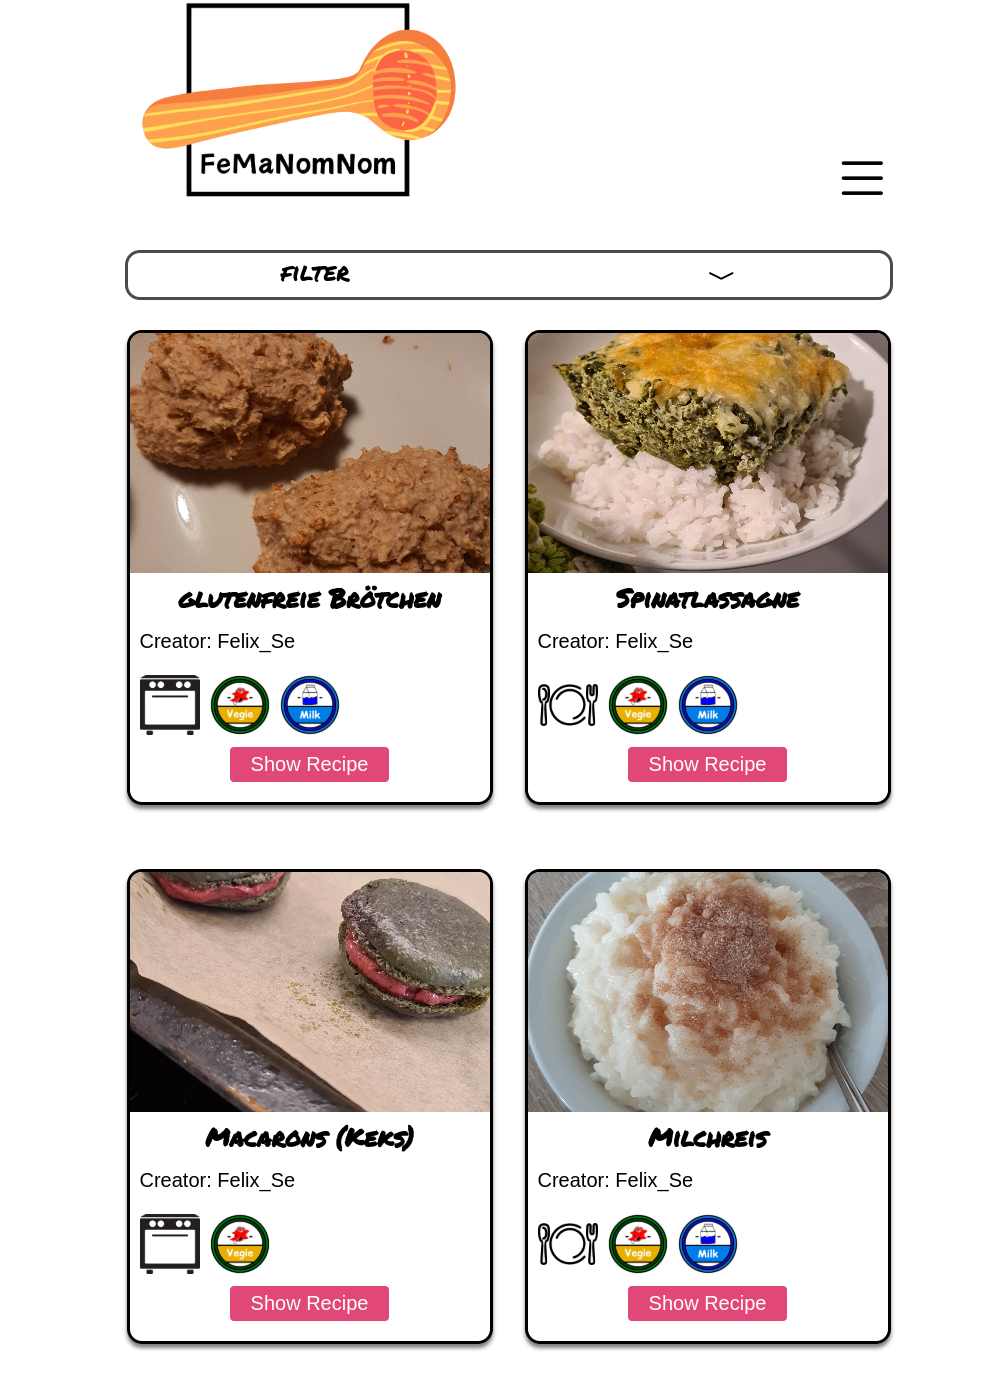 FeMaNomNom
FILTER
glutenfreie Brötchen
Creator: Felix_Se
Vegie
Milk
Show Recipe
Spinatlassagne
Creator: Felix_Se
Vegie
Milk
Show Recipe
Macarons (Keks)
Creator: Felix_Se
Vegie
Show Recipe
Milchreis
Creator: Felix_Se
Vegie
Milk
Show Recipe